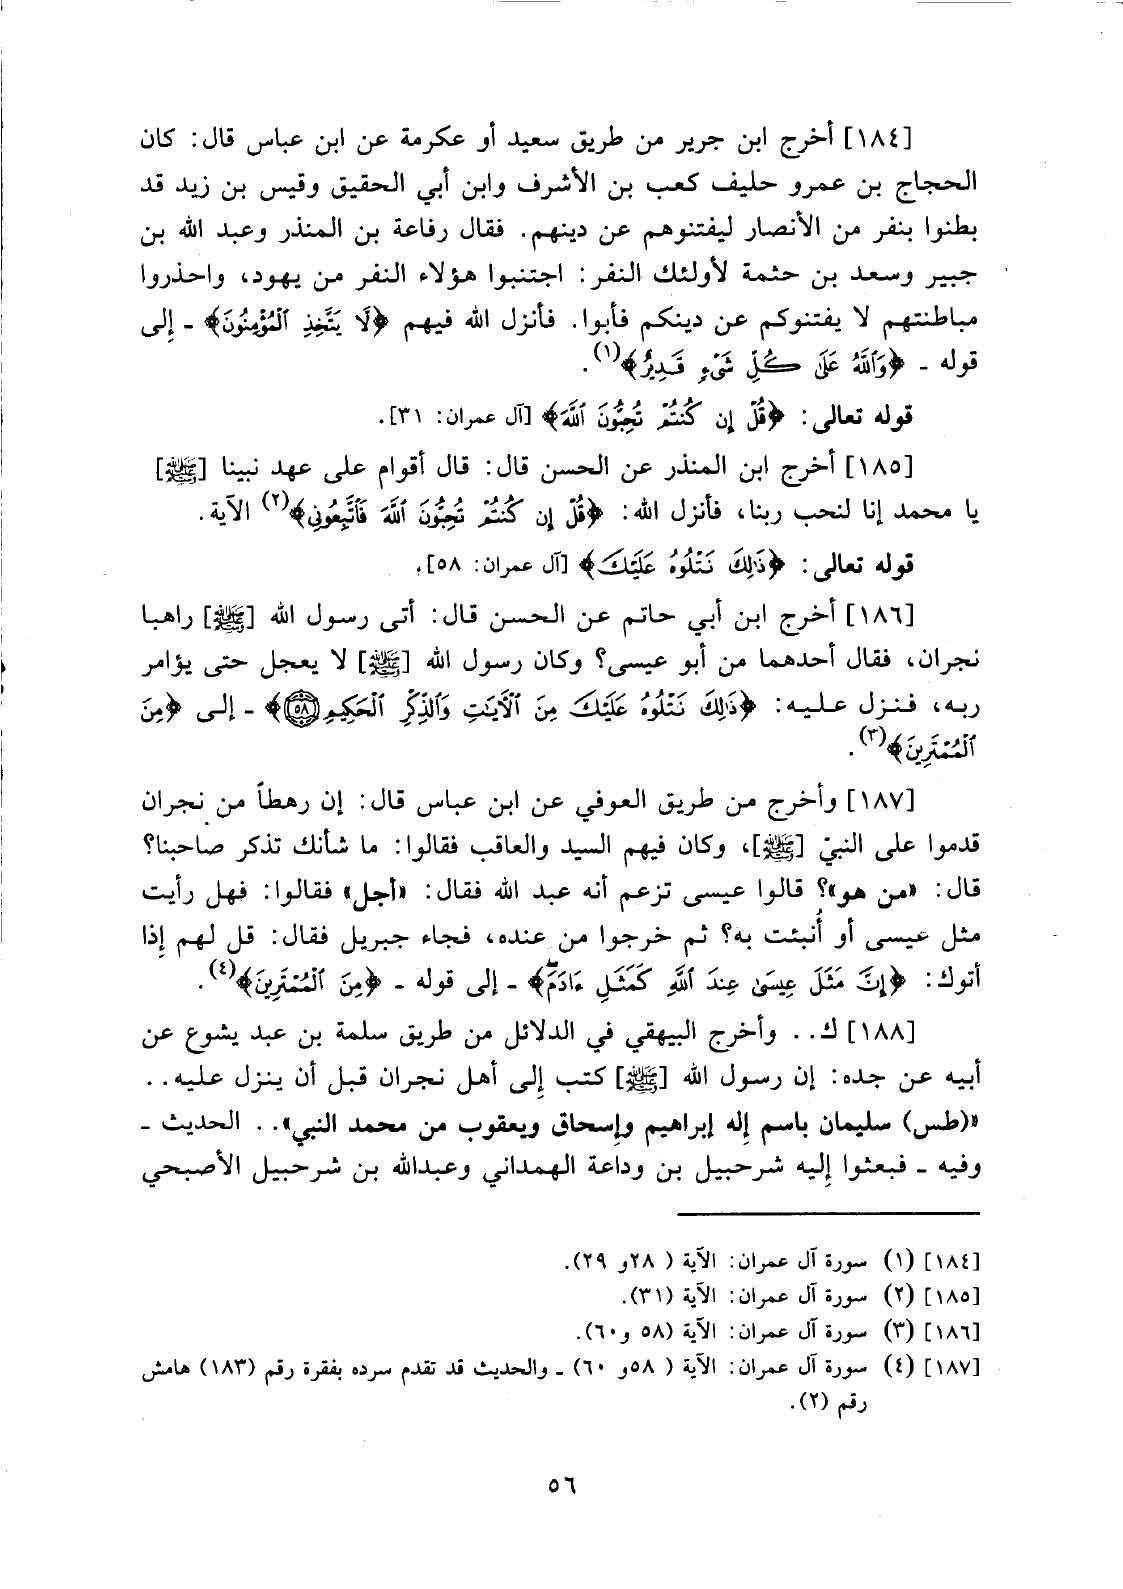 [١٨٤] أخرج ابن جرير من طريق سعيد أو عكرمة عن ابن عباس قال: كان
الحجاج بن عمرو حليف كعب بن الأشرف وابن أبي الحقيق وقيس بن زيد قد
بطنوا بنفر من الأنصار ليفتنوهم عن دينهم. فقال رفاعة بن المنذر وعبد الله بن
جبير وسعد بن حثمة لأولئك النفر: اجتنبوا هؤلاء النفر من يهود، واحذروا
مباطنتهم لا يفتنوكم عن دينكم فأبوا. فأنزل الله فيهم ﴿لَّا يَتَّخِذِ ٱلْمُؤْمِنُونَ﴾ - إلى
قوله - ﴿وَٱللَّهُ عَلَىٰ كُلِّ شَىْءٍ قَدِيرٌ﴾(١).
قوله تعالى: ﴿قُلْ إِن كُنتُمْ تُحِبُّونَ ٱللَّهَ﴾ [آل عمران: ٣١].
[١٨٥] أخرج ابن المنذر عن الحسن قال: قال أقوام على عهد نبينا [ﷺ]
يا محمد إنا لنحب ربنا، فأنزل الله: ﴿قُلْ إِن كُنتُمْ تُحِبُّونَ ٱللَّهَ فَٱتَّبِعُونِى﴾(٢) الآية.
قوله تعالى: ﴿ذَٰلِكَ نَتْلُوهُ عَلَيْكَ﴾ [آل عمران: ٥٨].
[١٨٦] أخرج ابن أبي حاتم عن الحسن قال: أتى رسول الله [ﷺ] راهبا
نجران، فقال أحدهما من أبو عيسى؟ وكان رسول الله [ﷺ] لا يعجل حتى يؤامر
ربه، فنزل عليه: ﴿ذَٰلِكَ نَتْلُوهُ عَلَيْكَ مِنَ ٱلْآيَٰتِ وَٱلذِّكْرِ ٱلْحَكِيمِ ٥٨﴾ - إلى ﴿مِنَ
ٱلْمُمْتَرِينَ﴾(٣).
[١٨٧] وأخرج من طريق العوفي عن ابن عباس قال: إن رهطاً من نجران
قدموا على النبيّ [ﷺ]، وكان فيهم السيد والعاقب فقالوا: ما شأنك تذكر صاحبنا؟
قال: «من هو»؟ قالوا عيسى تزعم أنه عبد الله فقال: «أجل» فقالوا: فهل رأيت
مثل عيسى أو أُنبئت به؟ ثم خرجوا من عنده، فجاء جبريل فقال: قل لهم إذا
أتوك: ﴿إِنَّ مَثَلَ عِيسَىٰ عِندَ ٱللَّهِ كَمَثَلِ ءَادَمَ﴾ - إلى قوله - ﴿مِنَ ٱلْمُمْتَرِينَ﴾(٤).
[١٨٨] ك.. وأخرج البيهقي في الدلائل من طريق سلمة بن عبد يشوع عن
أبيه عن جده: إن رسول الله [ﷺ] كتب إلى أهل نجران قبل أن ينزل عليه..
«(طس) سليمان باسم إله إبراهيم وإسحاق ويعقوب من محمد النبي».. الحديث -
وفيه - فبعثوا إليه شرحبيل بن وداعة الهمداني وعبدالله بن شرحبيل الأصبحي
[١٨٤] (١) سورة آل عمران: الآية ( ٢٨و ٢٩).
[١٨٥] (٢) سورة آل عمران: الآية (٣١).
[١٨٦] (٣) سورة آل عمران: الآية (٥٨ و٦٠).
[١٨٧] (٤) سورة آل عمران: الآية ( ٥٨و ٦٠) - والحديث قد تقدم سرده بفقرة رقم (١٨٣) هامش
رقم (٢).
٥٦